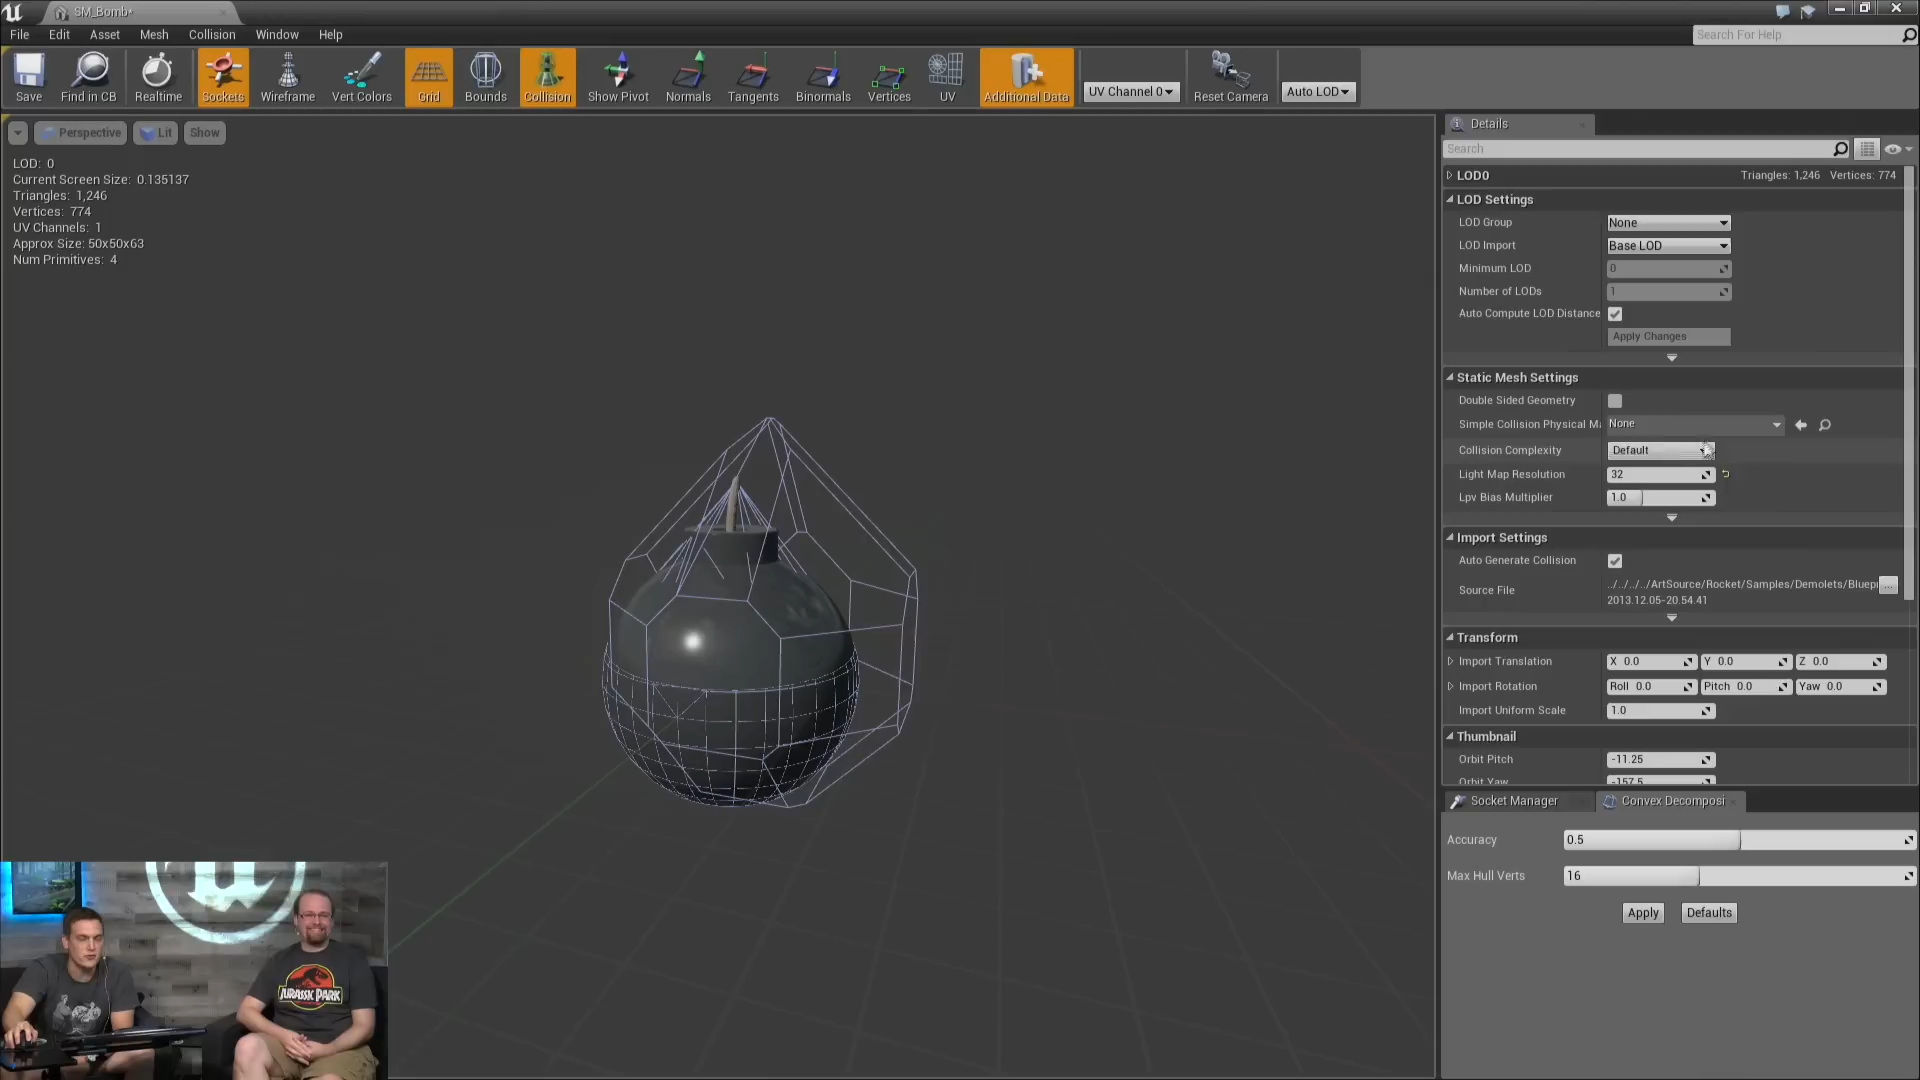 SM_Bomb*
File Edit Asset Mesh Collision Window Help
Search For Help
Save Find in CB Realtime Sockets Wireframe Vert Colors Grid Bounds Collision Show Pivot Normals Tangents Binormals Vertices UV Additional Data UV Channel 0 Reset Camera Auto LOD
Perspective Lit Show
LOD: 0
Current Screen Size: 0.135137
Triangles: 1,246
Vertices: 774
UV Channels: 1
Approx Size: 50x50x63
Num Primitives: 4
Details
Search
LOD0 Triangles: 1,246 Vertices: 774
LOD Settings
LOD Group None
LOD Import Base LOD
Minimum LOD 0
Number of LODs 1
Auto Compute LOD Distance
Apply Changes
Static Mesh Settings
Double Sided Geometry
Simple Collision Physical Ma None
Collision Complexity Default
Light Map Resolution 32
Lpv Bias Multiplier 1.0
Import Settings
Auto Generate Collision
Source File ../../../../ArtSource/Rocket/Samples/Demolets/Bluepr ...
2013.12.05-20.54.41
Transform
Import Translation X 0.0 Y 0.0 Z 0.0
Import Rotation Roll 0.0 Pitch 0.0 Yaw 0.0
Import Uniform Scale 1.0
Thumbnail
Orbit Pitch -11.25
Orbit Yaw -157.5
Socket Manager Convex Decomposi
Accuracy 0.5
Max Hull Verts 16
Apply Defaults
JURASSIC PARK